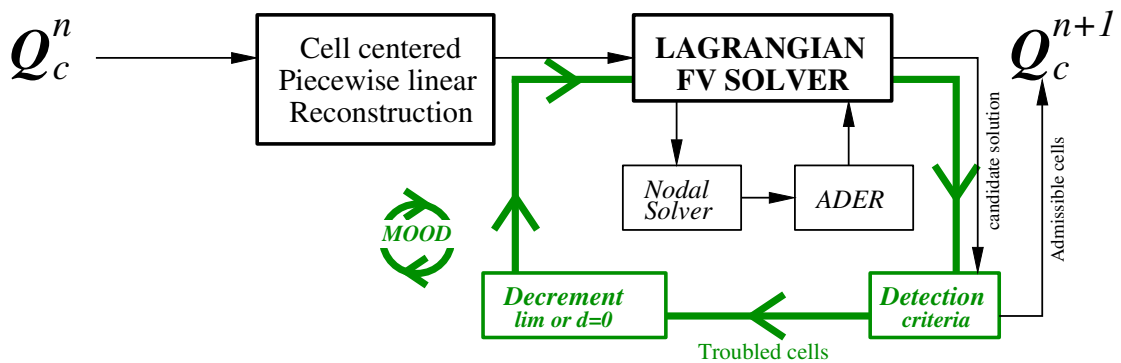 Q_c^n
Cell centered
Piecewise linear
Reconstruction
LAGRANGIAN
FV SOLVER
Q_c^{n+1}
Nodal
Solver
ADER
candidate solution
Admissible cells
MOOD
Decrement
lim or d=0
Detection
criteria
Troubled cells